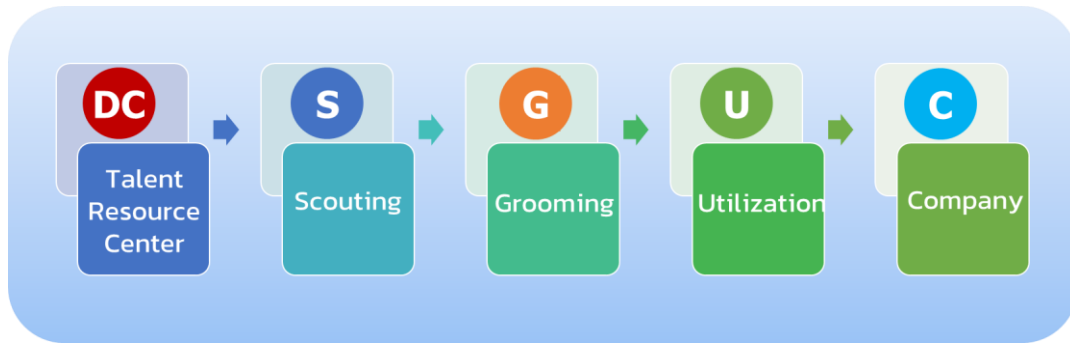 DC
Talent
Resource
Center
S
Scouting
G
Grooming
U
Utilization
C
Company